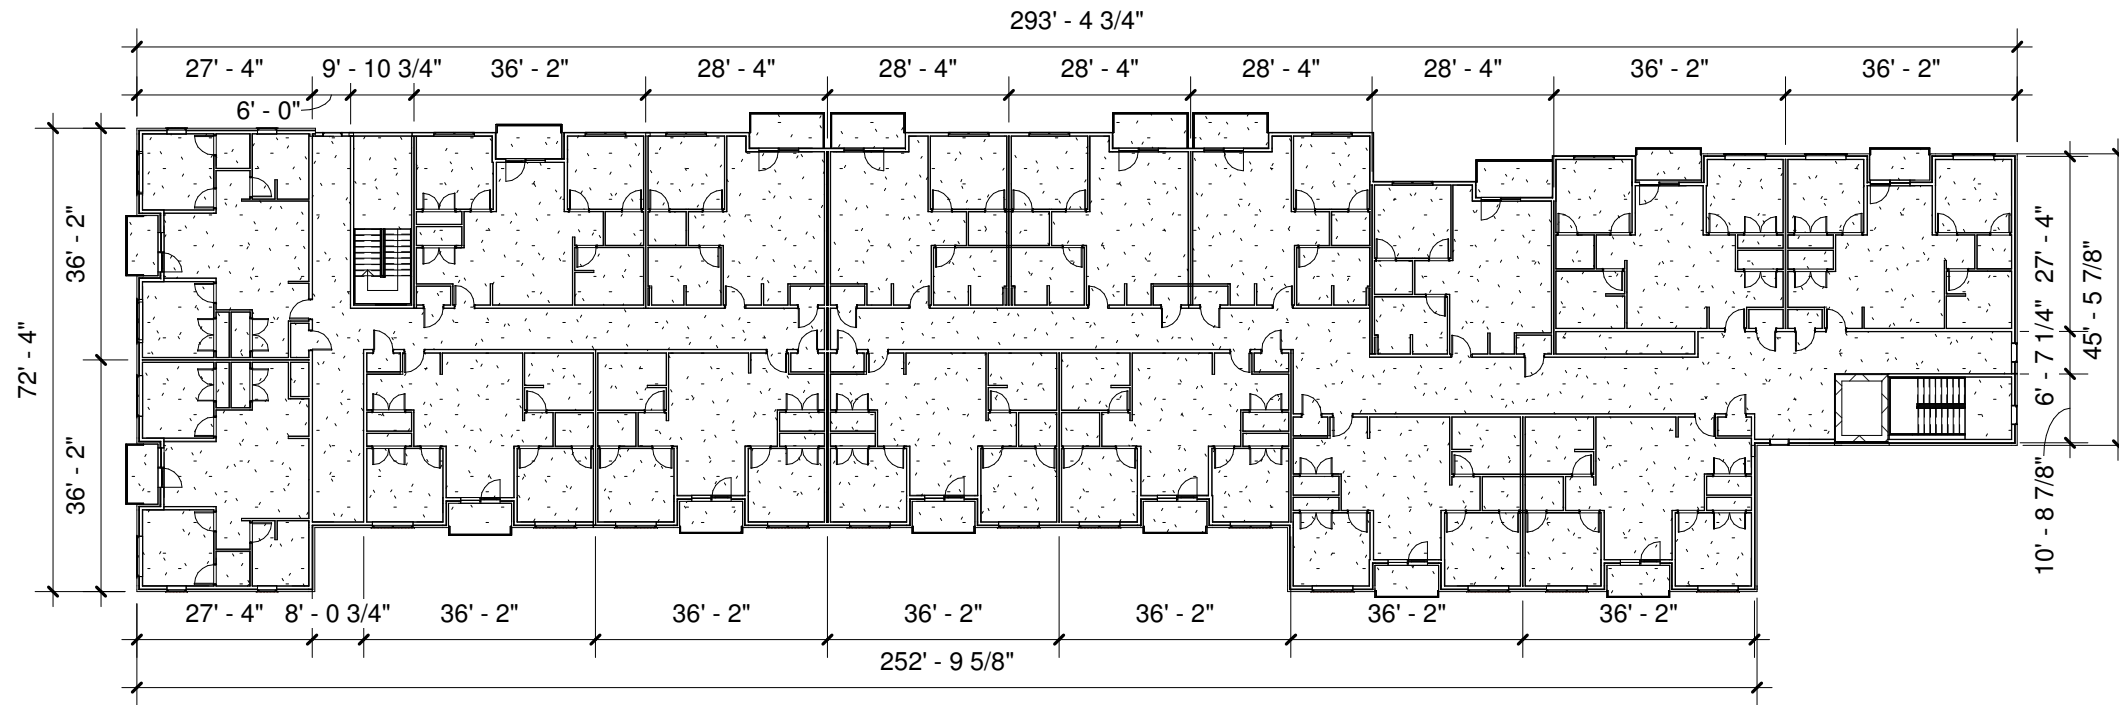 293' - 4 3/4"
27' - 4"
9' - 10 3/4"
36' - 2"
28' - 4"
28' - 4"
28' - 4"
28' - 4"
28' - 4"
36' - 2"
36' - 2"
6' - 0"
72' - 4"
36' - 2"
36' - 2"
27' - 4"
6' - 7 1/4"
45' - 5 7/8"
10' - 8 7/8"
27' - 4"
8' - 0 3/4"
36' - 2"
36' - 2"
36' - 2"
36' - 2"
36' - 2"
36' - 2"
252' - 9 5/8"